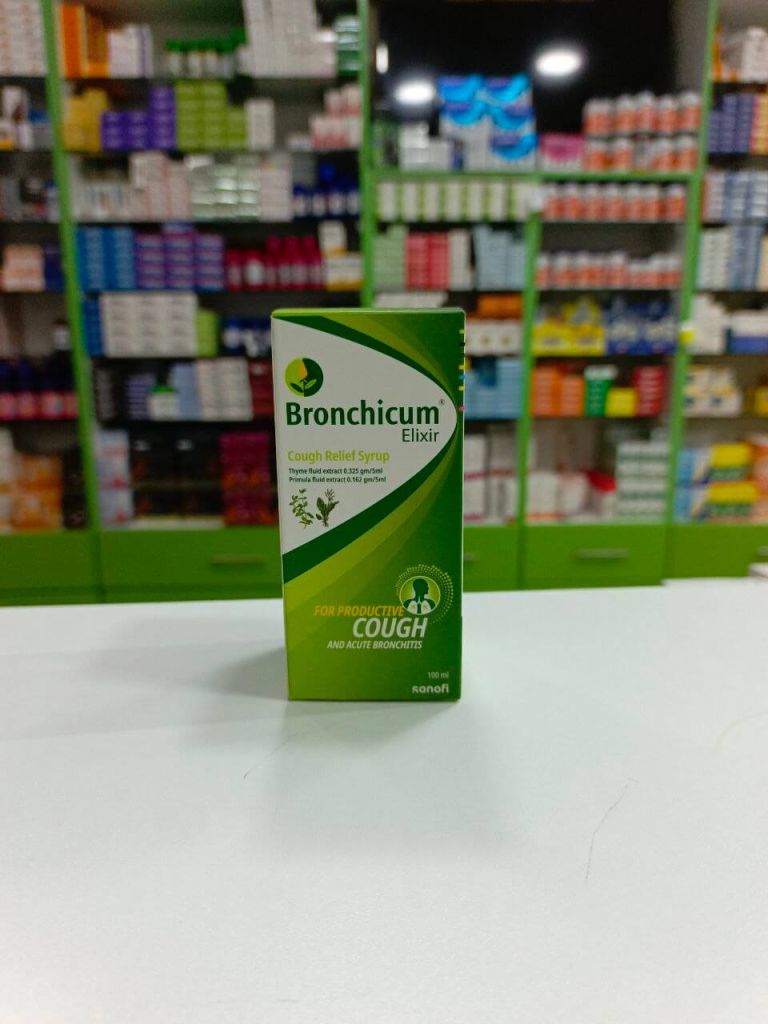 Bronchicum®
Elixir
Cough Relief Syrup
Thyme fluid extract 0.325 gm/5ml
Primula fluid extract 0.162 gm/5ml
FOR PRODUCTIVE
COUGH
AND ACUTE BRONCHITIS
100 ml
sanofi